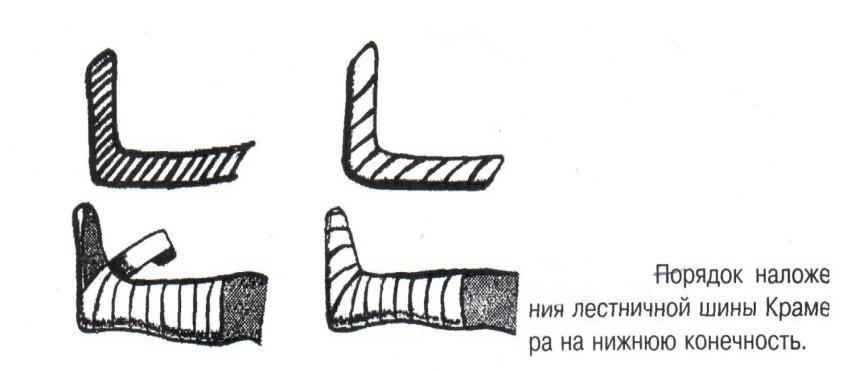 Порядок наложе
ния лестничной шины Краме
ра на нижнюю конечность.